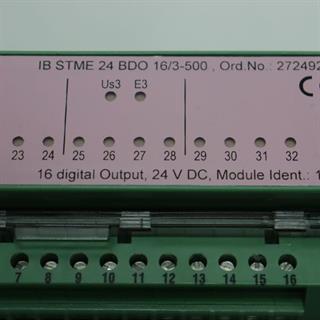 IB STME 24 BDO 16/3-500 , Ord.No.: 272492
Us3 E3
C
23 24 25 26 27 28 29 30 31 32
16 digital Output, 24 V DC, Module Ident.: 1
7 8 9 10 11 12 13 14 15 16